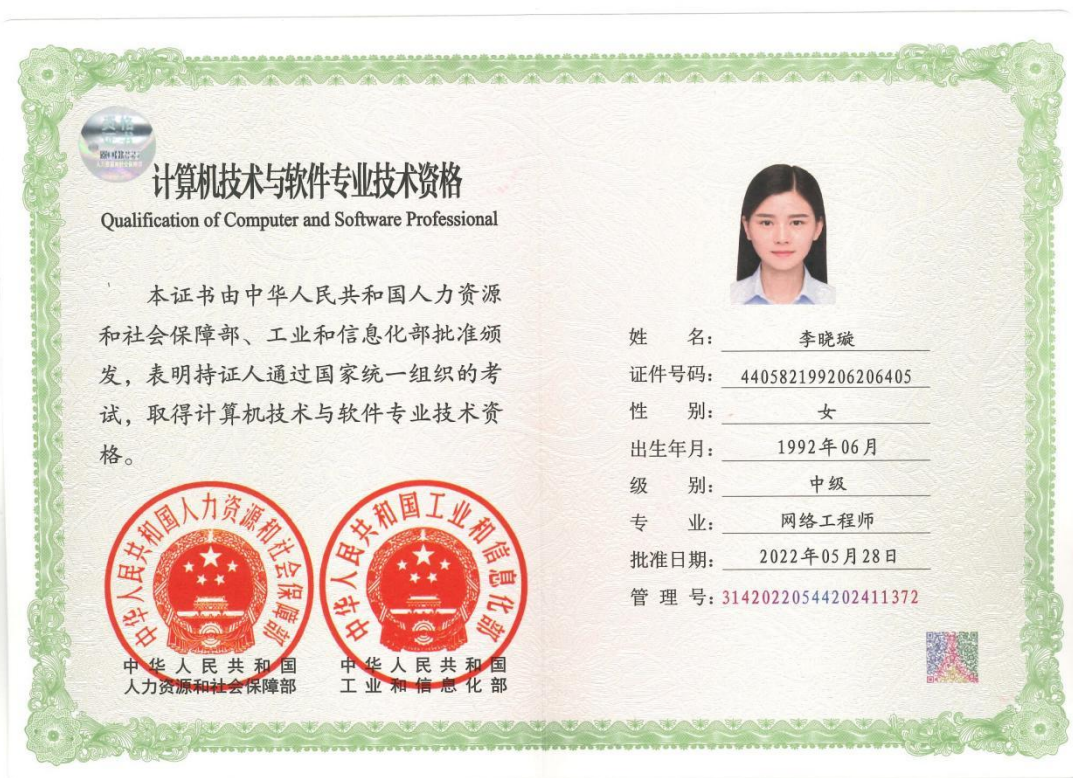 资格
证书
计算机技术与软件专业技术资格
Qualification of Computer and Software Professional
本证书由中华人民共和国人力资源
和社会保障部、工业和信息化部批准颁
发，表明持证人通过国家统一组织的考
试，取得计算机技术与软件专业技术资
格。
中华人民共和国人力资源和社会保障部
中华人民共和国工业和信息化部
中华人民共和国
人力资源和社会保障部
中华人民共和国
工业和信息化部
姓 名： 李晓璇
证件号码： 440582199206206405
性 别： 女
出生年月： 1992年06月
级 别： 中级
专 业： 网络工程师
批准日期： 2022年05月28日
管 理 号： 31420220544202411372